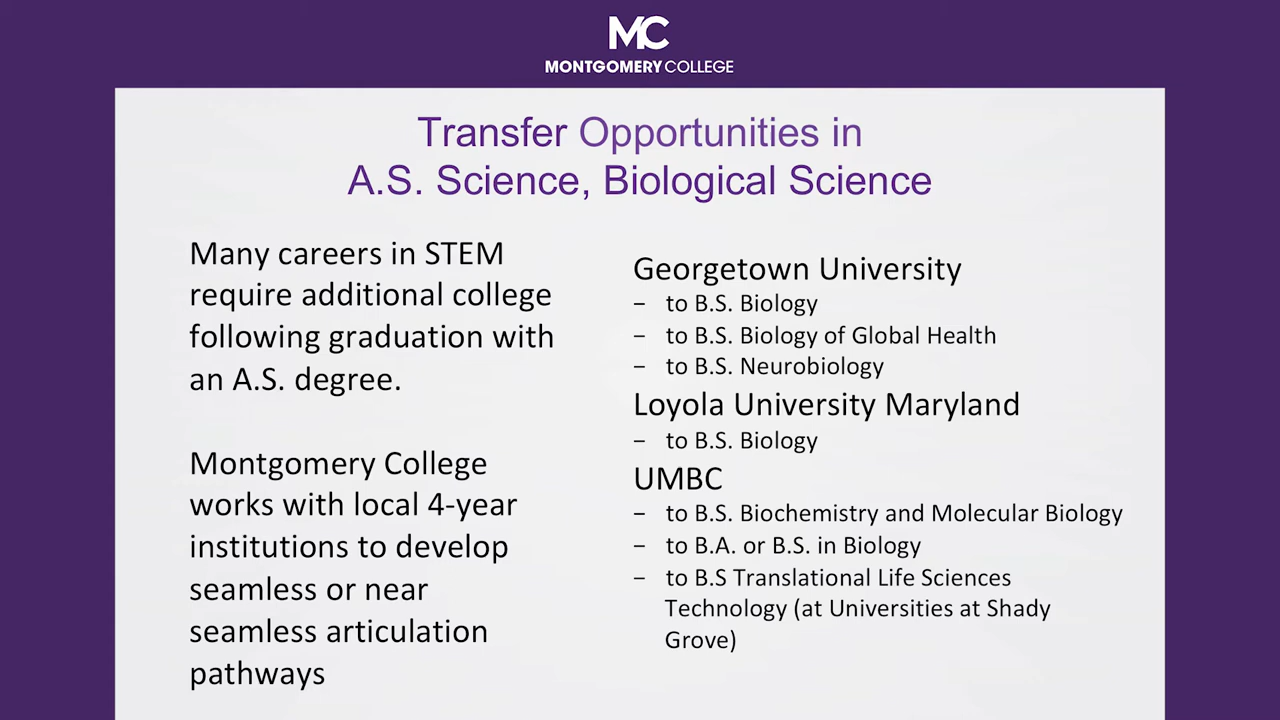 MC
MONTGOMERY COLLEGE
Transfer Opportunities in
A.S. Science, Biological Science
Many careers in STEM
require additional college
following graduation with
an A.S. degree.
Montgomery College
works with local 4-year
institutions to develop
seamless or near
seamless articulation
pathways
Georgetown University
– to B.S. Biology
– to B.S. Biology of Global Health
– to B.S. Neurobiology
Loyola University Maryland
– to B.S. Biology
UMBC
– to B.S. Biochemistry and Molecular Biology
– to B.A. or B.S. in Biology
– to B.S Translational Life Sciences
Technology (at Universities at Shady
Grove)